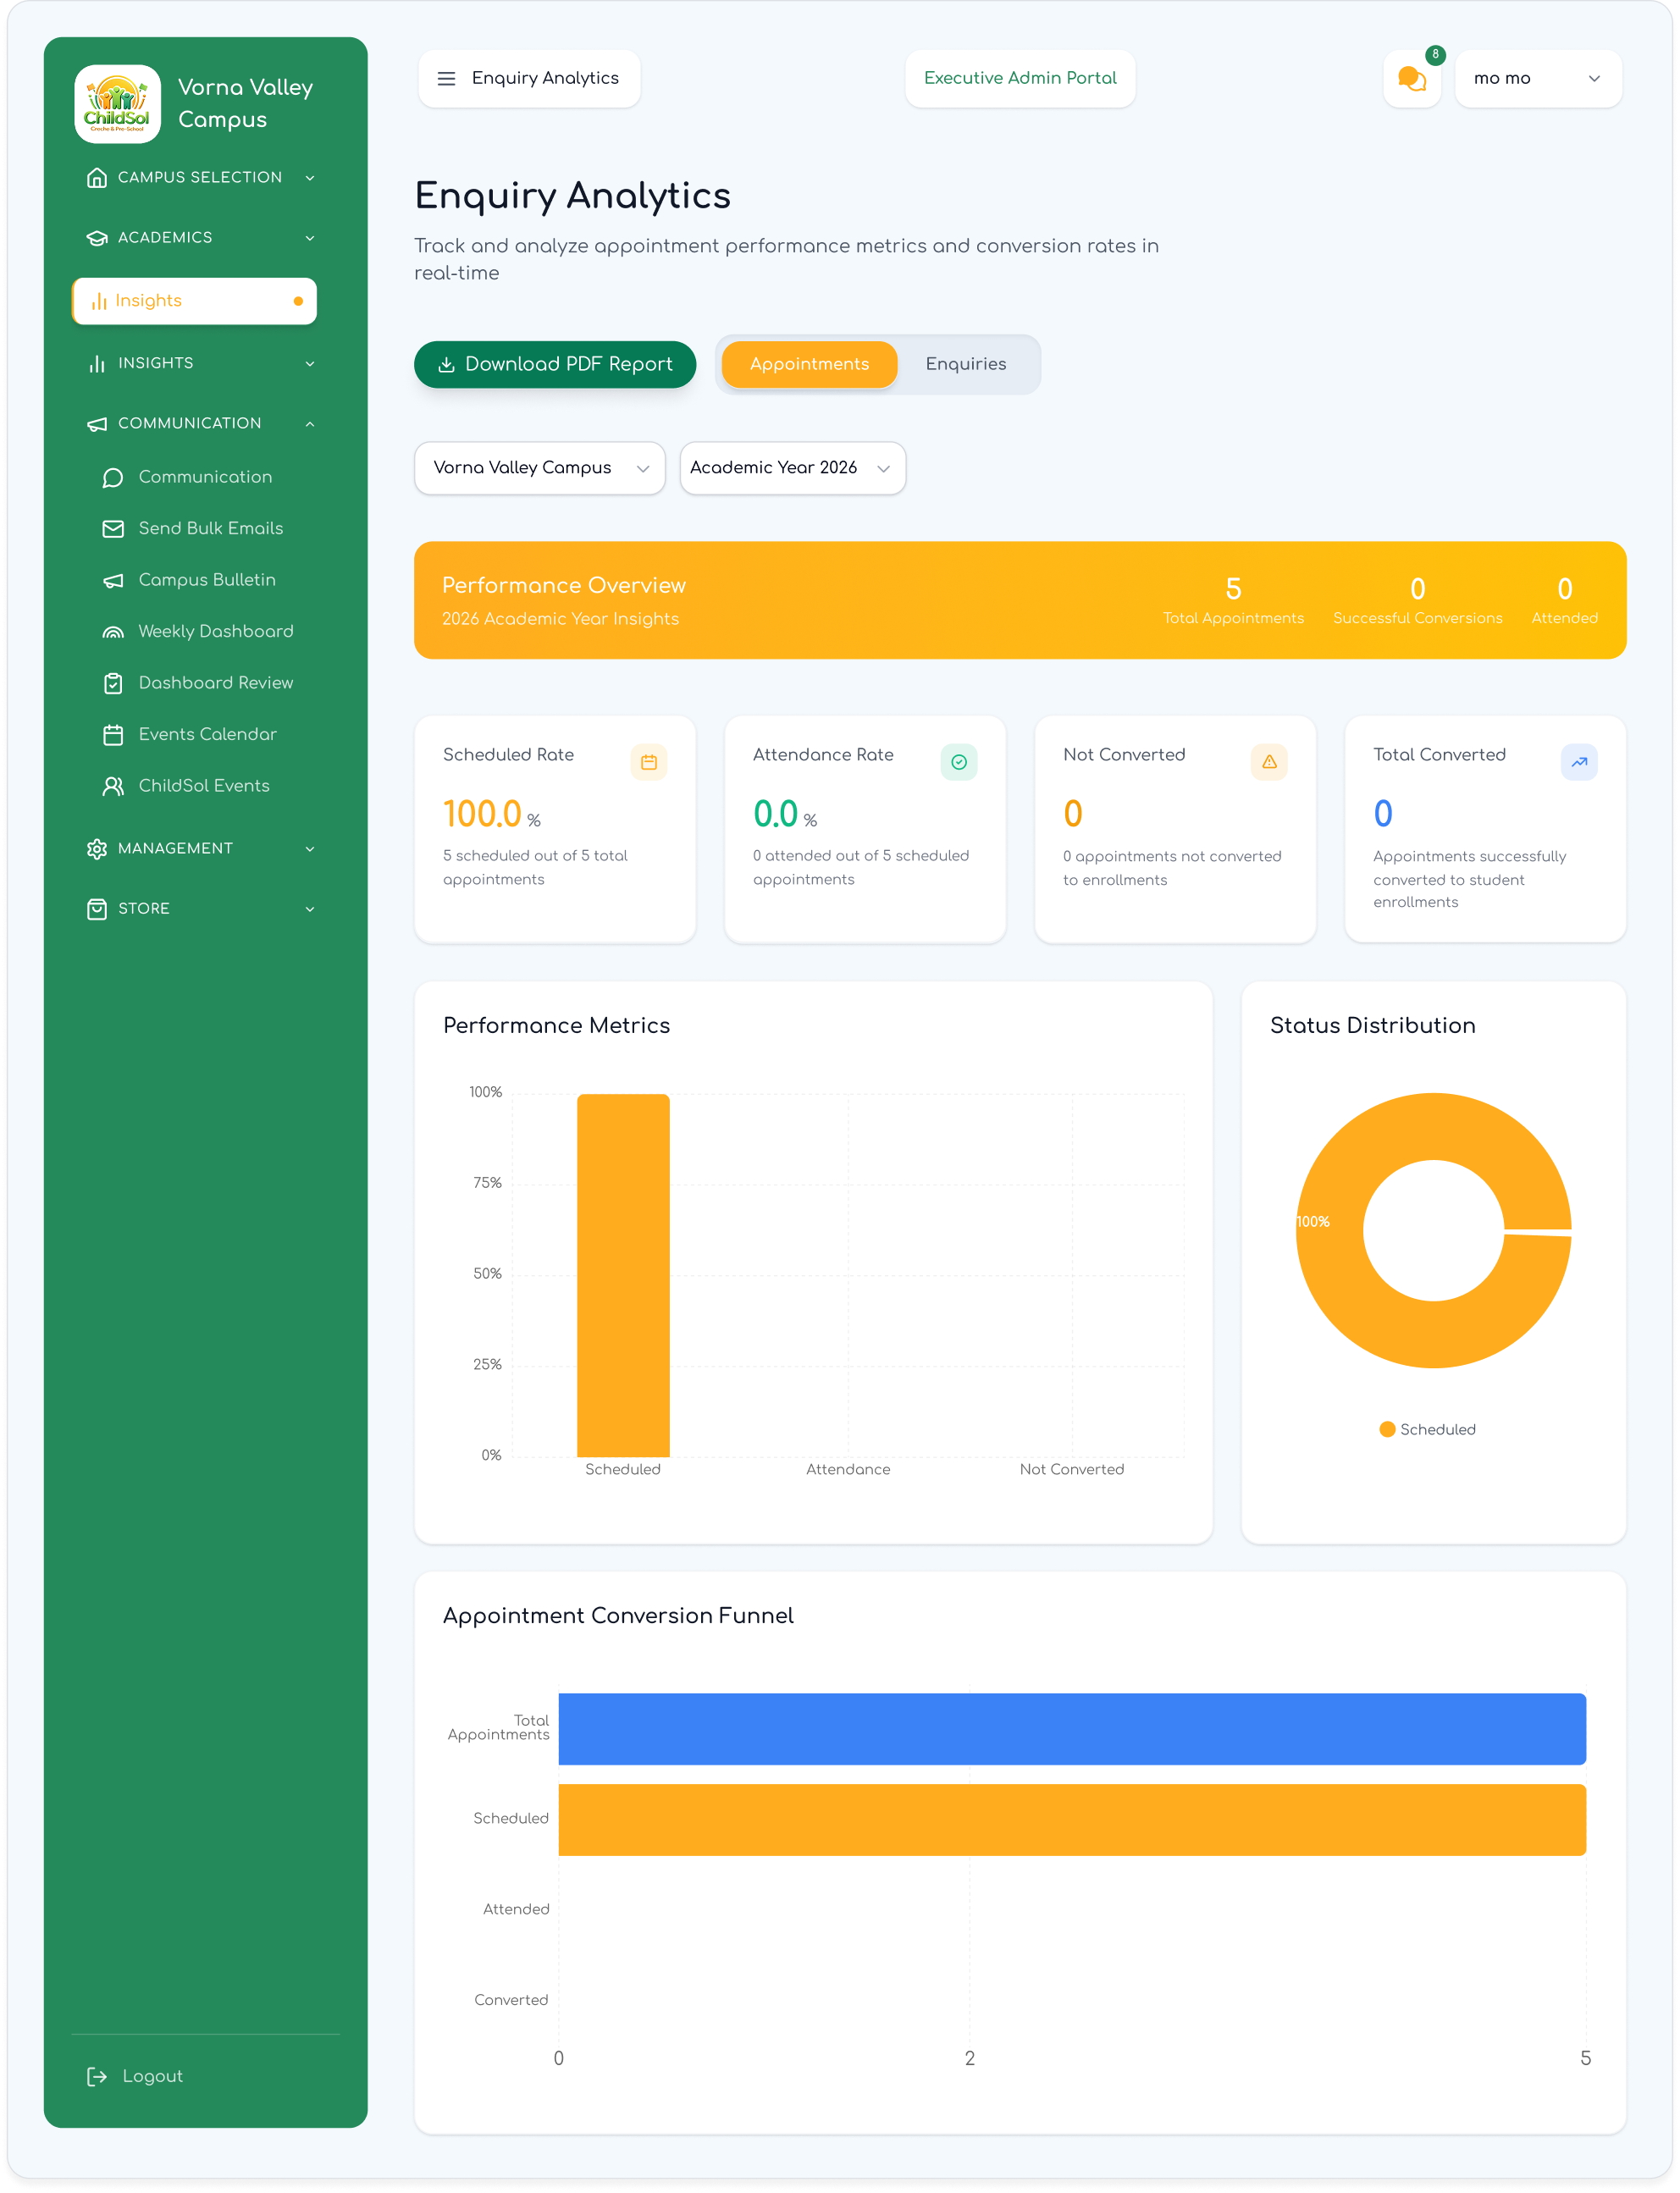 ChildSol
Creche & Pre-School
Vorna Valley
Campus
CAMPUS SELECTION
ACADEMICS
Insights
INSIGHTS
COMMUNICATION
Communication
Send Bulk Emails
Campus Bulletin
Weekly Dashboard
Dashboard Review
Events Calendar
ChildSol Events
MANAGEMENT
STORE
Logout
Enquiry Analytics
Executive Admin Portal
8
mo mo
Enquiry Analytics
Track and analyze appointment performance metrics and conversion rates in
real-time
Download PDF Report
Appointments
Enquiries
Vorna Valley Campus
Academic Year 2026
Performance Overview
2026 Academic Year Insights
5
Total Appointments
0
Successful Conversions
0
Attended
Scheduled Rate
100.0 %
5 scheduled out of 5 total
appointments
Attendance Rate
0.0 %
0 attended out of 5 scheduled
appointments
Not Converted
0
0 appointments not converted
to enrollments
Total Converted
0
Appointments successfully
converted to student
enrollments
Performance Metrics
100%
75%
50%
25%
0%
Scheduled
Attendance
Not Converted
Status Distribution
100%
Scheduled
Appointment Conversion Funnel
Total
Appointments
Scheduled
Attended
Converted
0
2
5